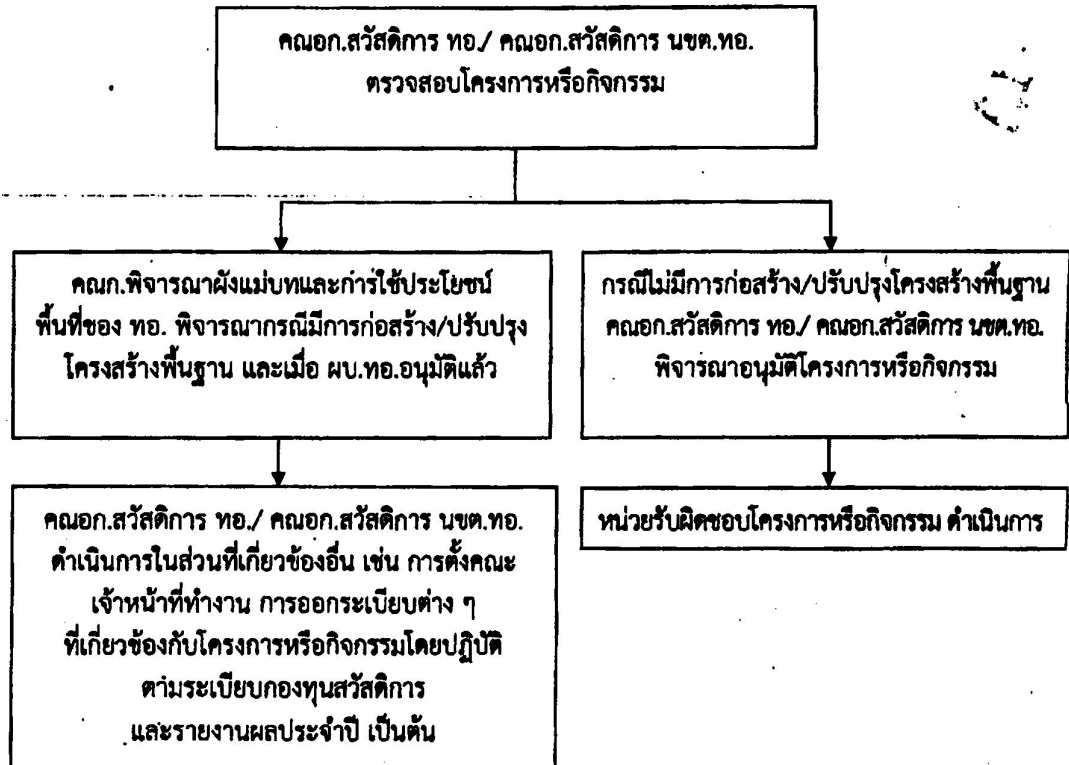 คณอก.สวัสดิการ ทอ./ คณอก.สวัสดิการ นขต.ทอ.
ตรวจสอบโครงการหรือกิจกรรม
คณก.พิจารณาผังแม่บทและการใช้ประโยชน์
พื้นที่ของ ทอ. พิจารณากรณีมีการก่อสร้าง/ปรับปรุง
โครงสร้างพื้นฐาน และเมื่อ ผบ.ทอ.อนุมัติแล้ว
กรณีไม่มีการก่อสร้าง/ปรับปรุงโครงสร้างพื้นฐาน
คณอก.สวัสดิการ ทอ./ คณอก.สวัสดิการ นขต.ทอ.
พิจารณาอนุมัติโครงการหรือกิจกรรม
คณอก.สวัสดิการ ทอ./ คณอก.สวัสดิการ นขต.ทอ.
ดำเนินการในส่วนที่เกี่ยวข้องอื่น เช่น การตั้งคณะ
เจ้าหน้าที่ทำงาน การออกระเบียบต่าง ๆ
ที่เกี่ยวข้องกับโครงการหรือกิจกรรมโดยปฏิบัติ
ตามระเบียบกองทุนสวัสดิการ
และรายงานผลประจำปี เป็นต้น
หน่วยรับผิดชอบโครงการหรือกิจกรรม ดำเนินการ